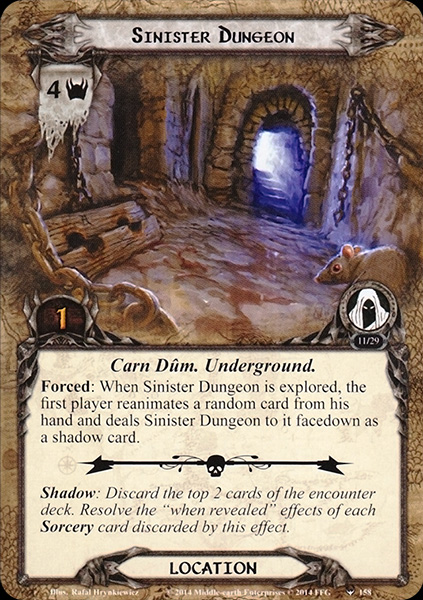 Sinister Dungeon
4
1
11/29
Carn Dûm. Underground.
Forced: When Sinister Dungeon is explored, the
first player reanimates a random card from his
hand and deals Sinister Dungeon to it facedown as
a shadow card.
Shadow: Discard the top 2 cards of the encounter
deck. Resolve the “when revealed” effects of each
Sorcery card discarded by this effect.
LOCATION
Illus. Rafał Hrynkiewicz © 2014 Middle-earth Enterprises © 2014 FFG 158